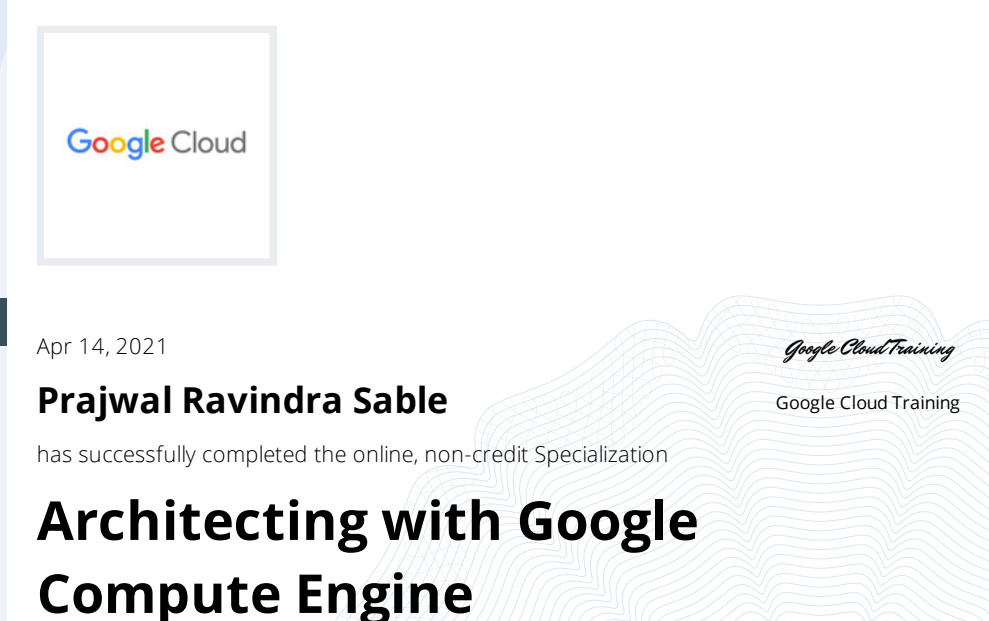 Google Cloud
Apr 14, 2021
Prajwal Ravindra Sable
has successfully completed the online, non-credit Specialization
Architecting with Google
Compute Engine
Google Cloud Training
Google Cloud Training